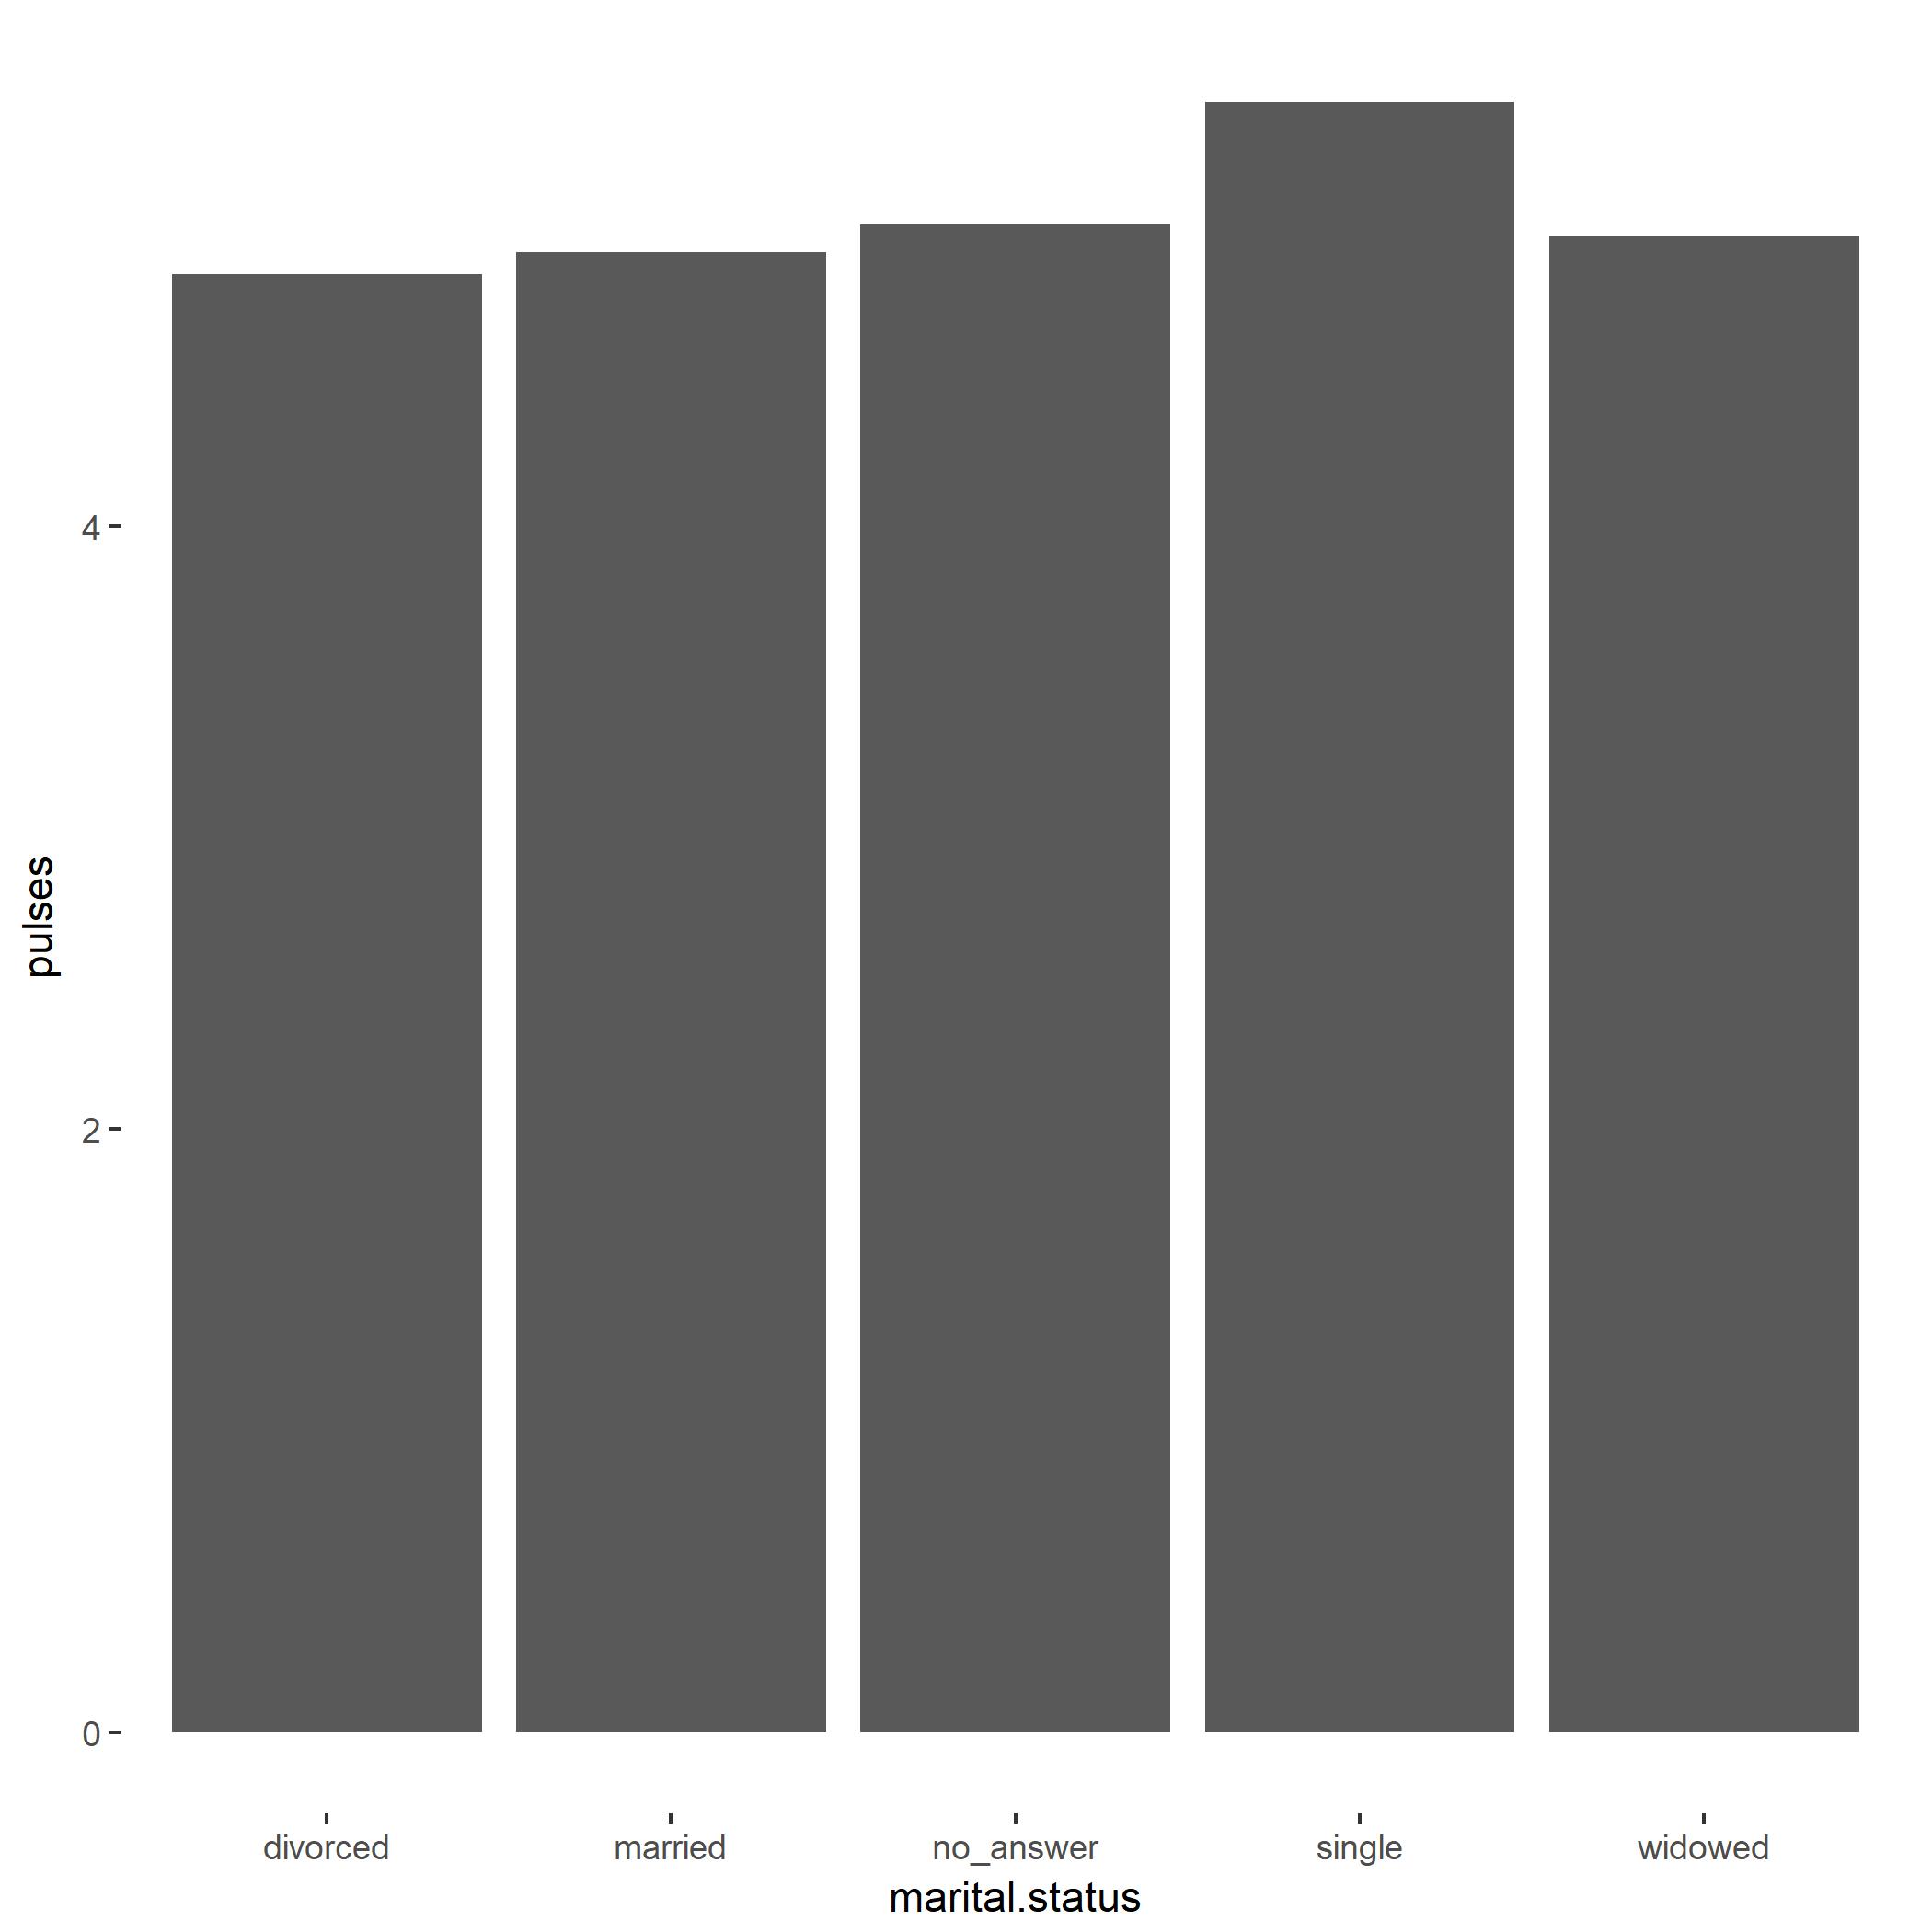 pulses
4
2
0
divorced married no_answer single widowed
marital.status